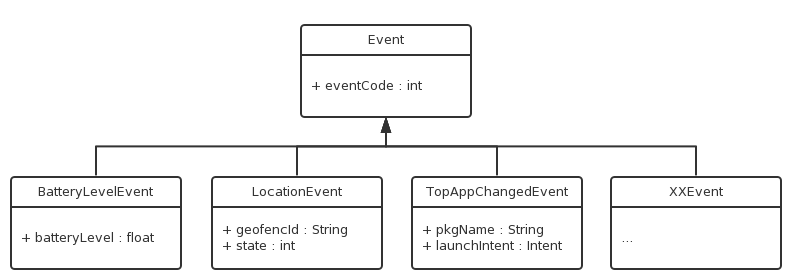 Event
+ eventCode : int
BatteryLevelEvent
+ batteryLevel : float
LocationEvent
+ geofencId : String
+ state : int
TopAppChangedEvent
+ pkgName : String
+ launchIntent : Intent
XXEvent
...